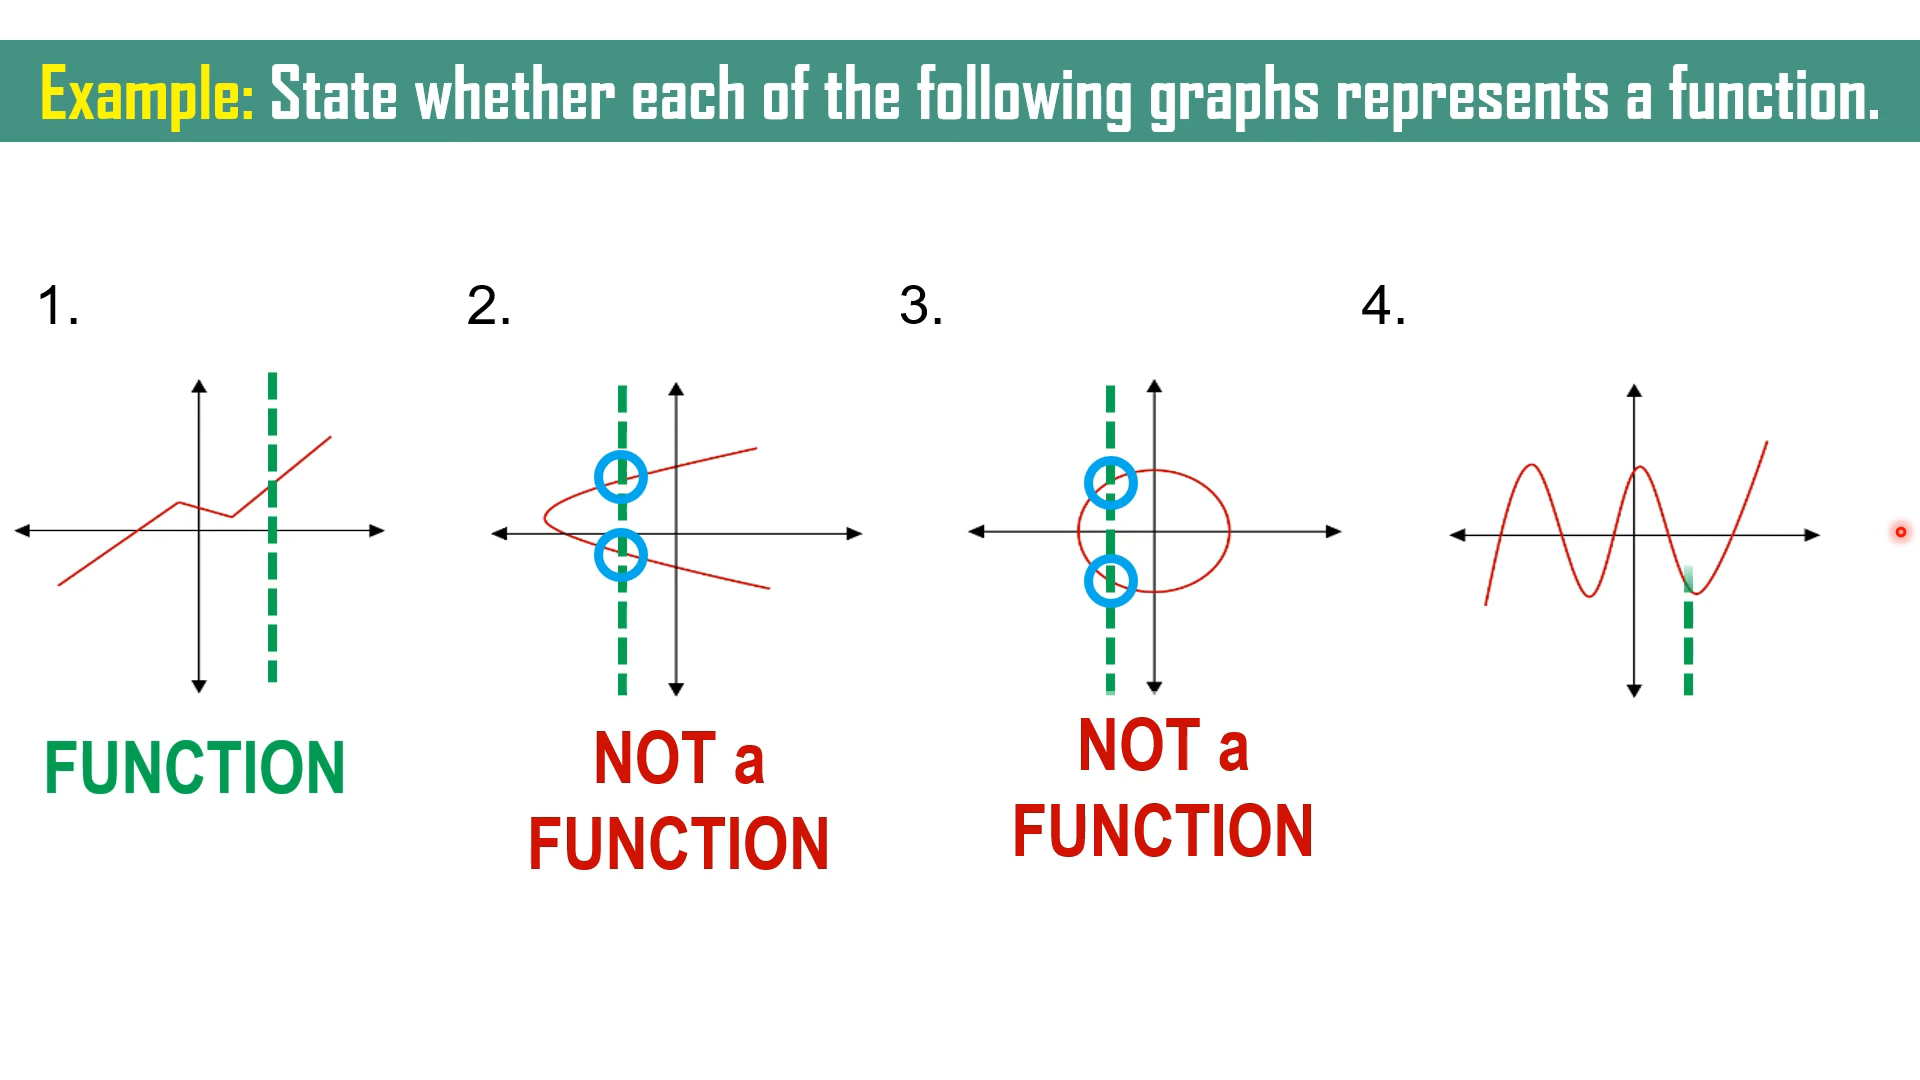 Example: State whether each of the following graphs represents a function.
1.
2.
3.
4.
FUNCTION
NOT a
FUNCTION
NOT a
FUNCTION